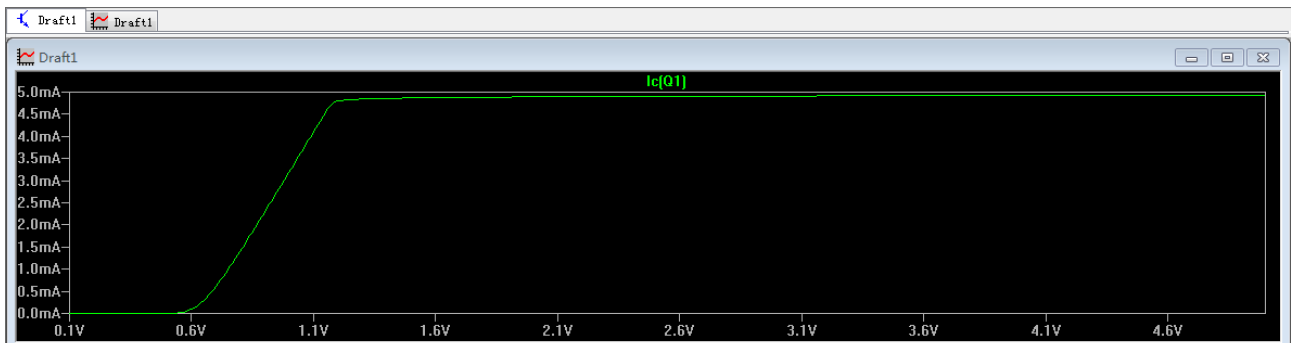 Draft1 Draft1
Draft1
Ic(Q1)
5.0mA
4.5mA
4.0mA
3.5mA
3.0mA
2.5mA
2.0mA
1.5mA
1.0mA
0.5mA
0.0mA
0.1V 0.6V 1.1V 1.6V 2.1V 2.6V 3.1V 3.6V 4.1V 4.6V